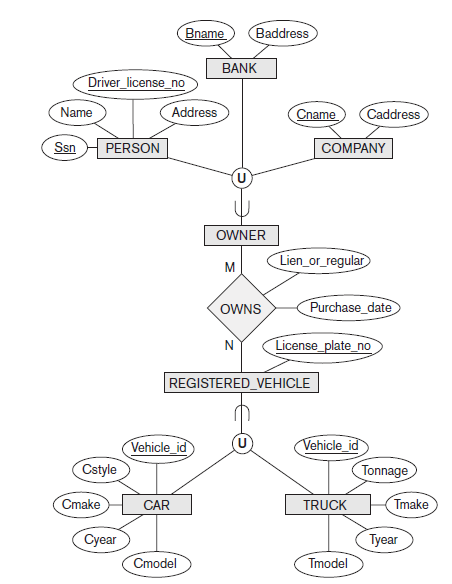 Bname
Baddress
BANK
Driver_license_no
Name
Address
Cname
Caddress
Ssn
PERSON
COMPANY
U
OWNER
M
Lien_or_regular
OWNS
Purchase_date
N
License_plate_no
REGISTERED_VEHICLE
U
Vehicle_id
Vehicle_id
Cstyle
Tonnage
Cmake
CAR
TRUCK
Tmake
Cyear
Tyear
Cmodel
Tmodel